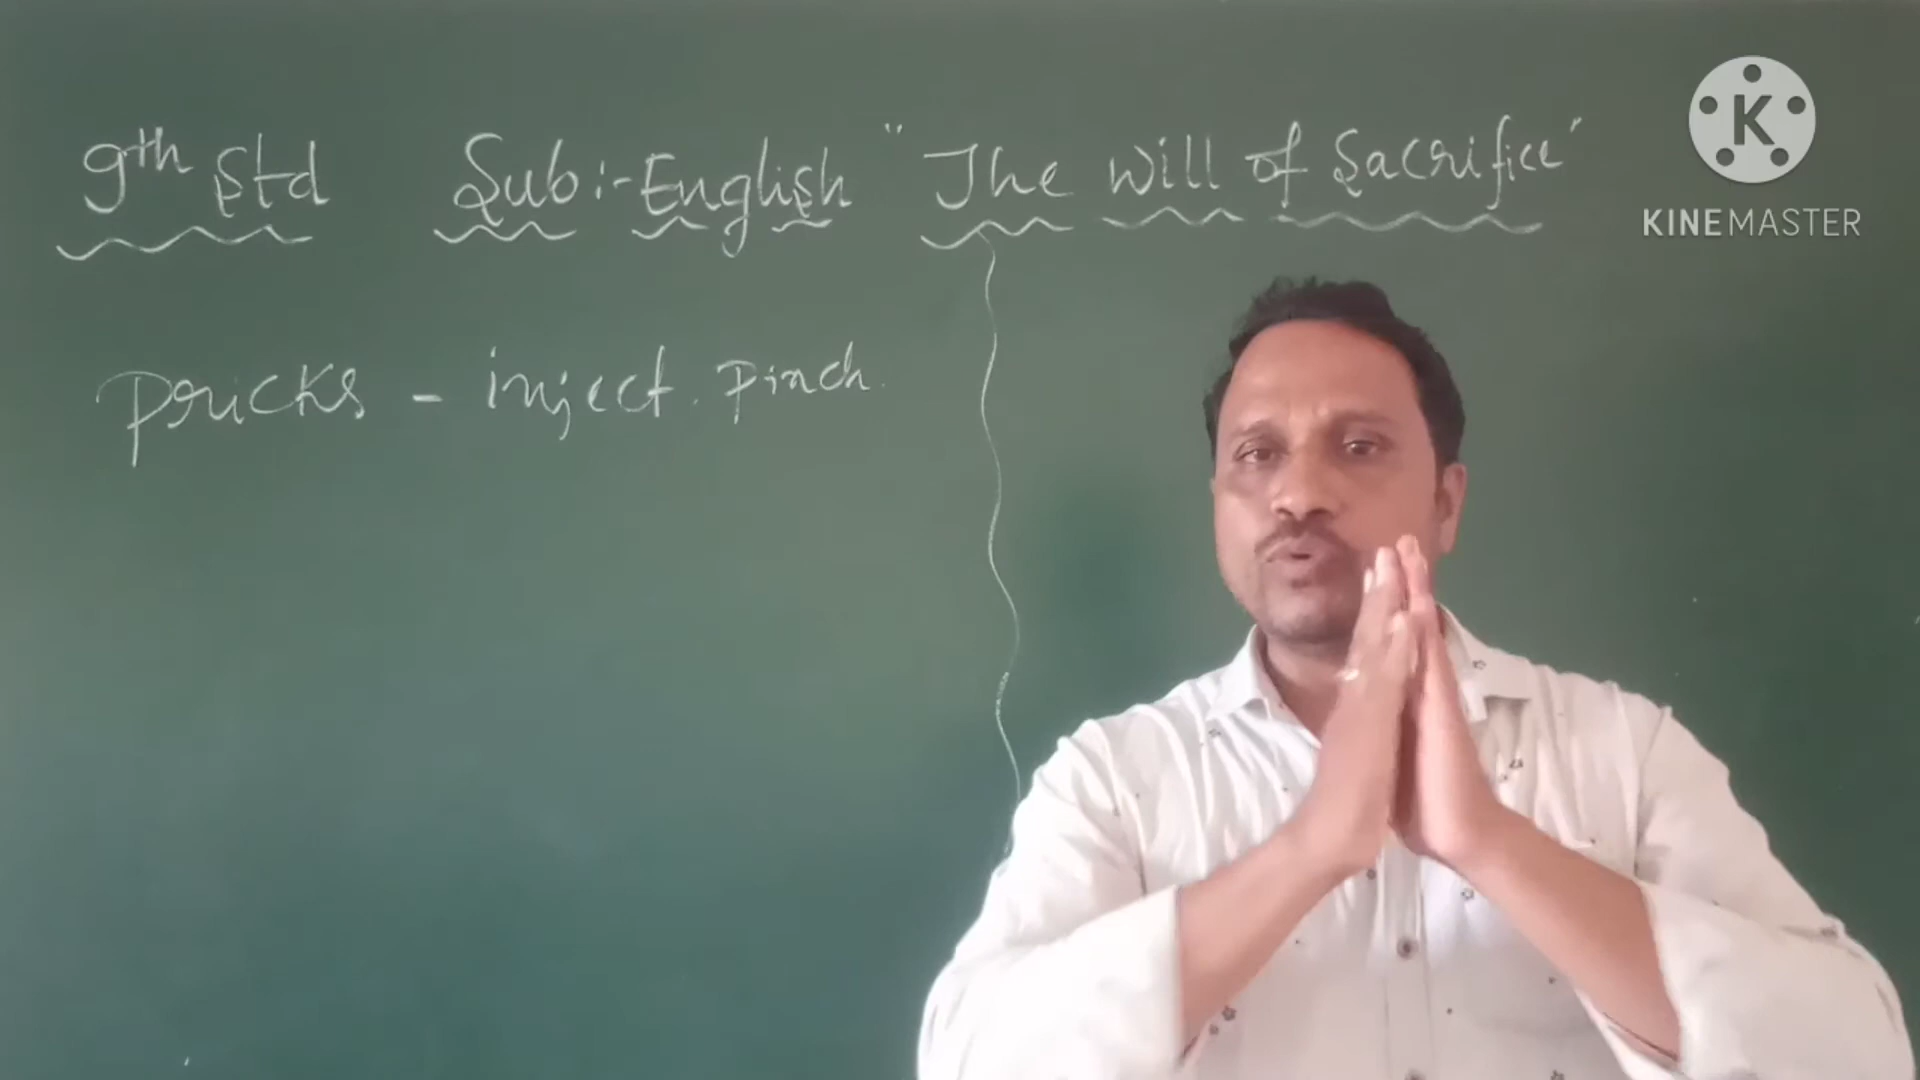 9th Std Sub:-English "The Will of Sacrifice"
Pricks - inject. Pinch.
K
KINEMASTER